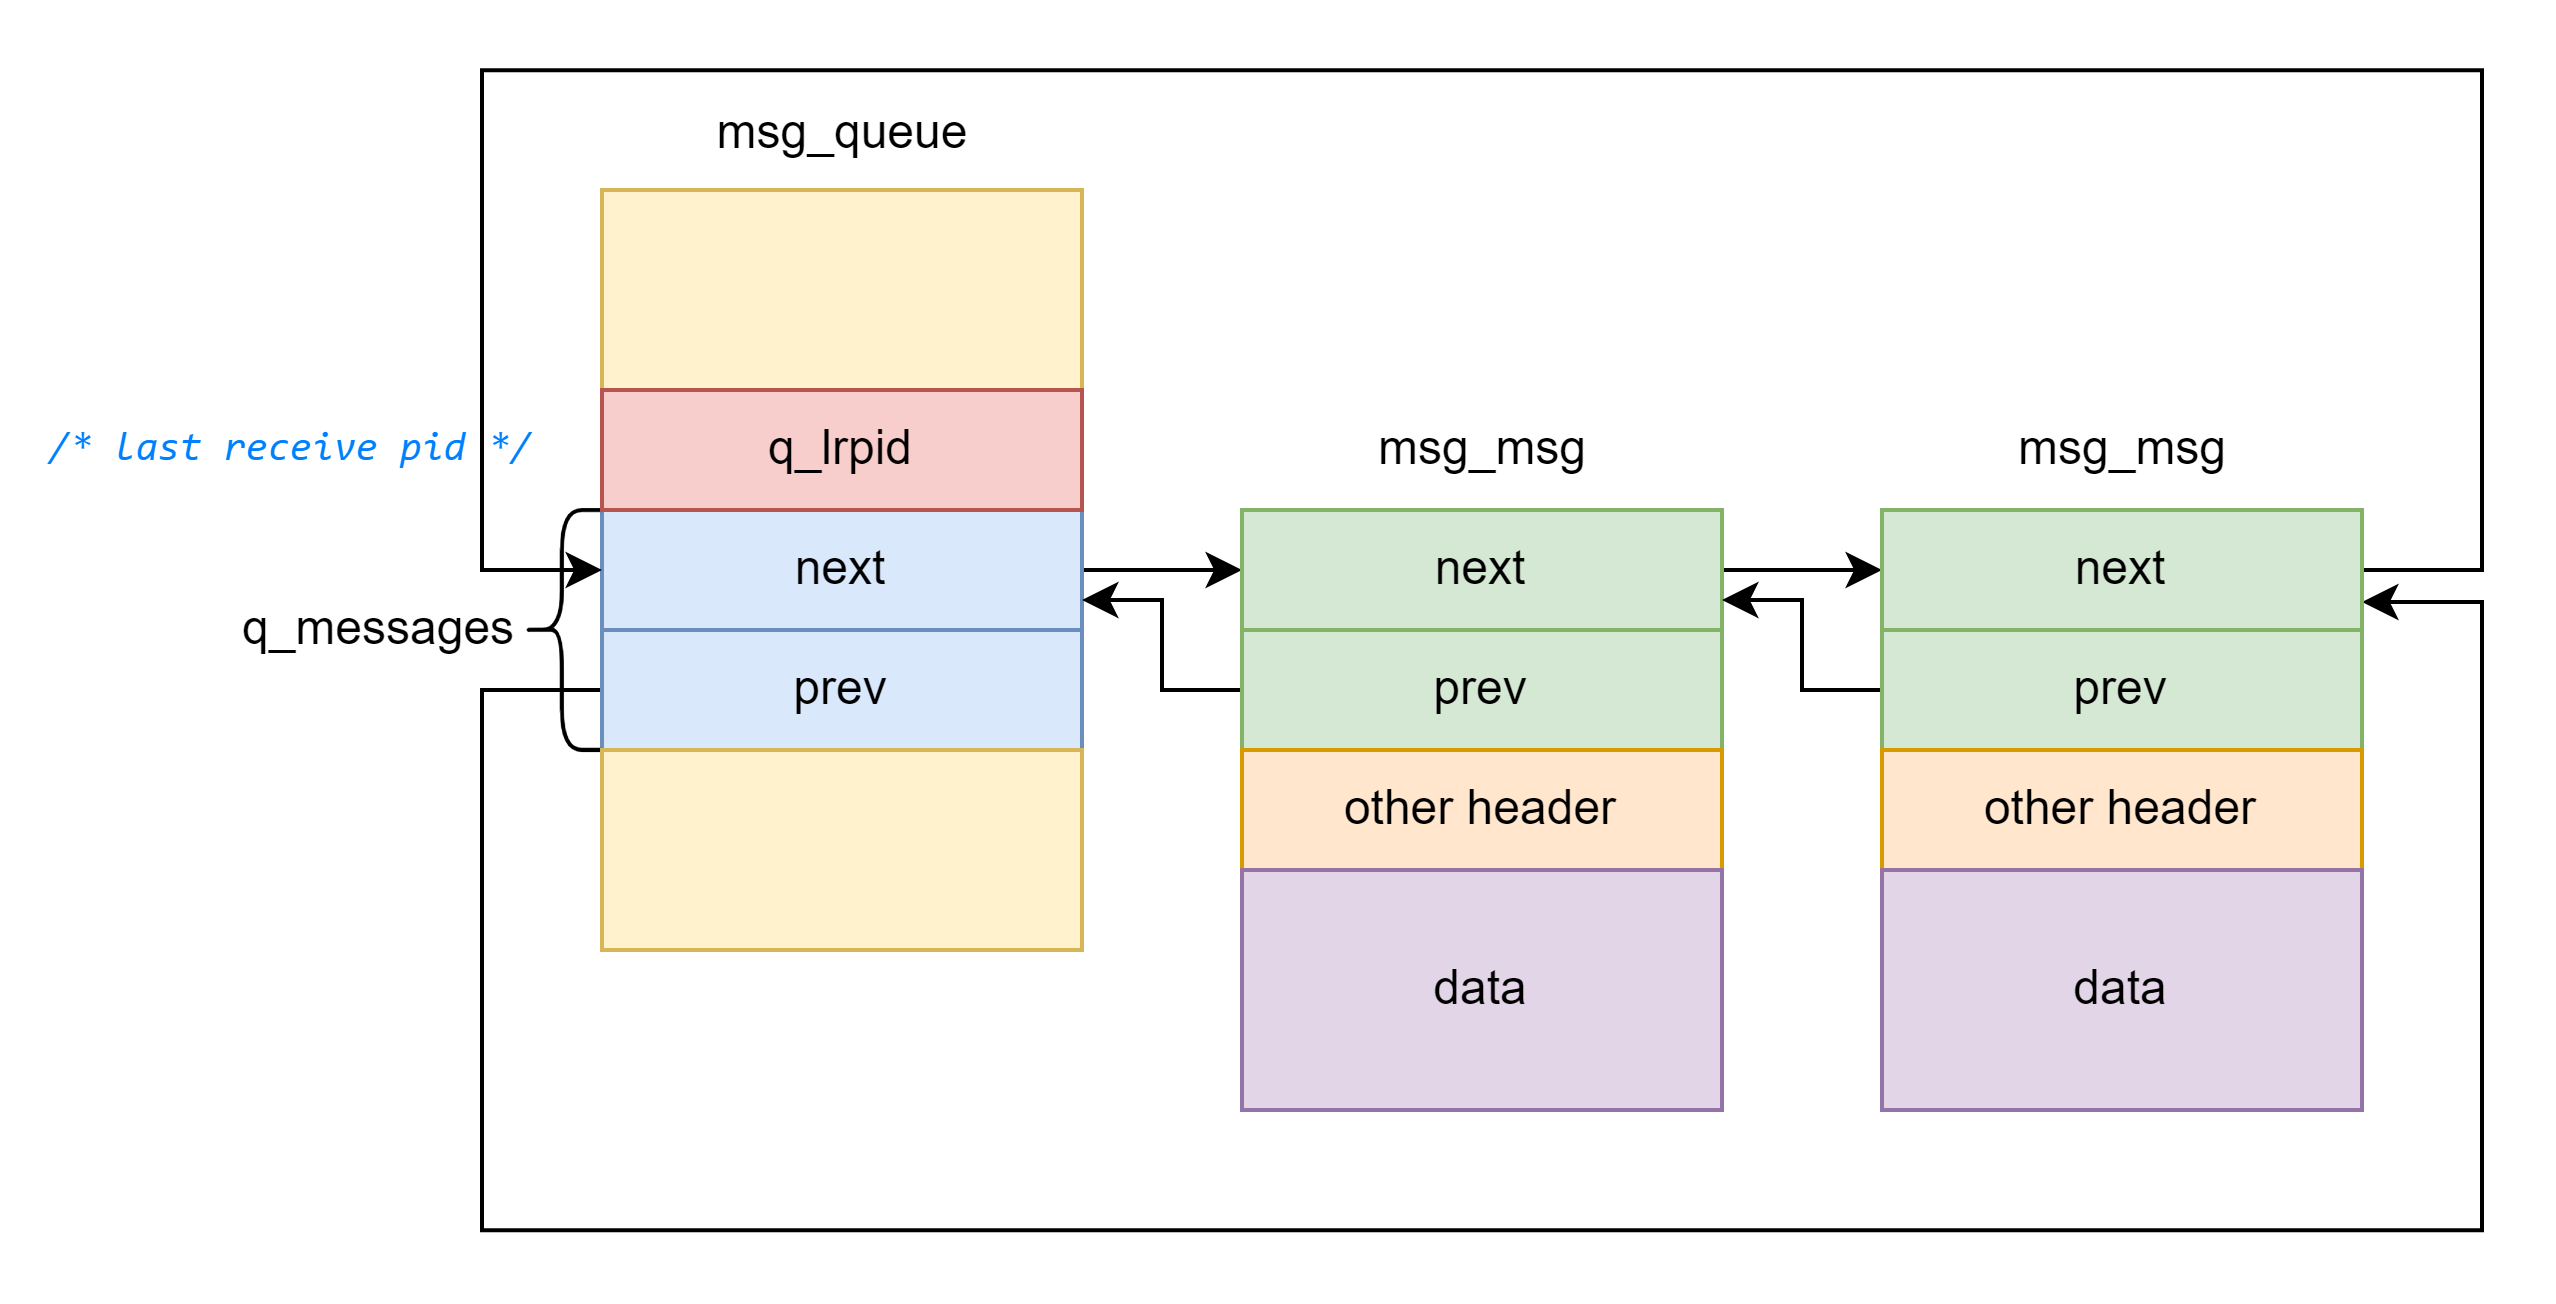 msg_queue
/* last receive pid */
q_lrpid
q_messages
next
prev
msg_msg
next
prev
other header
data
msg_msg
next
prev
other header
data